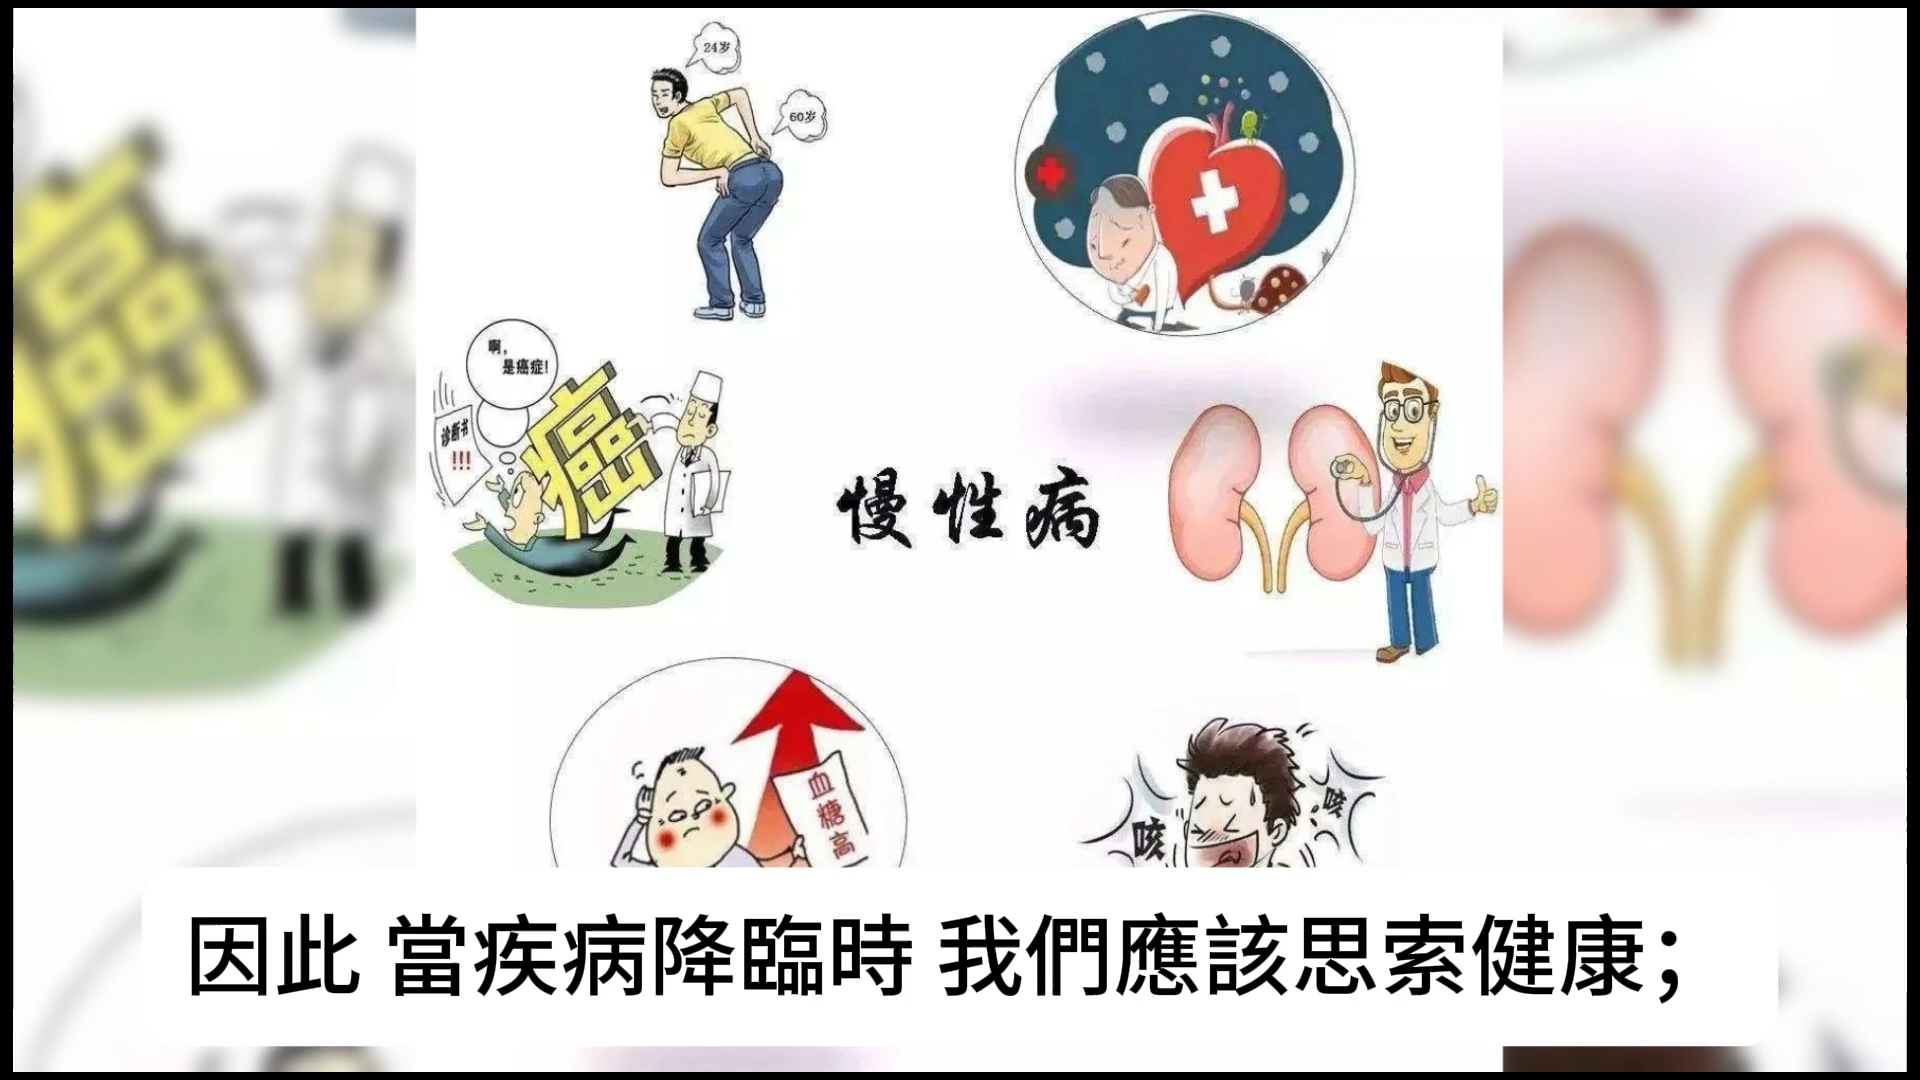 24岁
60岁
啊,
是癌症!
诊断书
!!!
癌
慢性病
血糖高
咳
咳
因此 當疾病降臨時 我們應該思索健康；